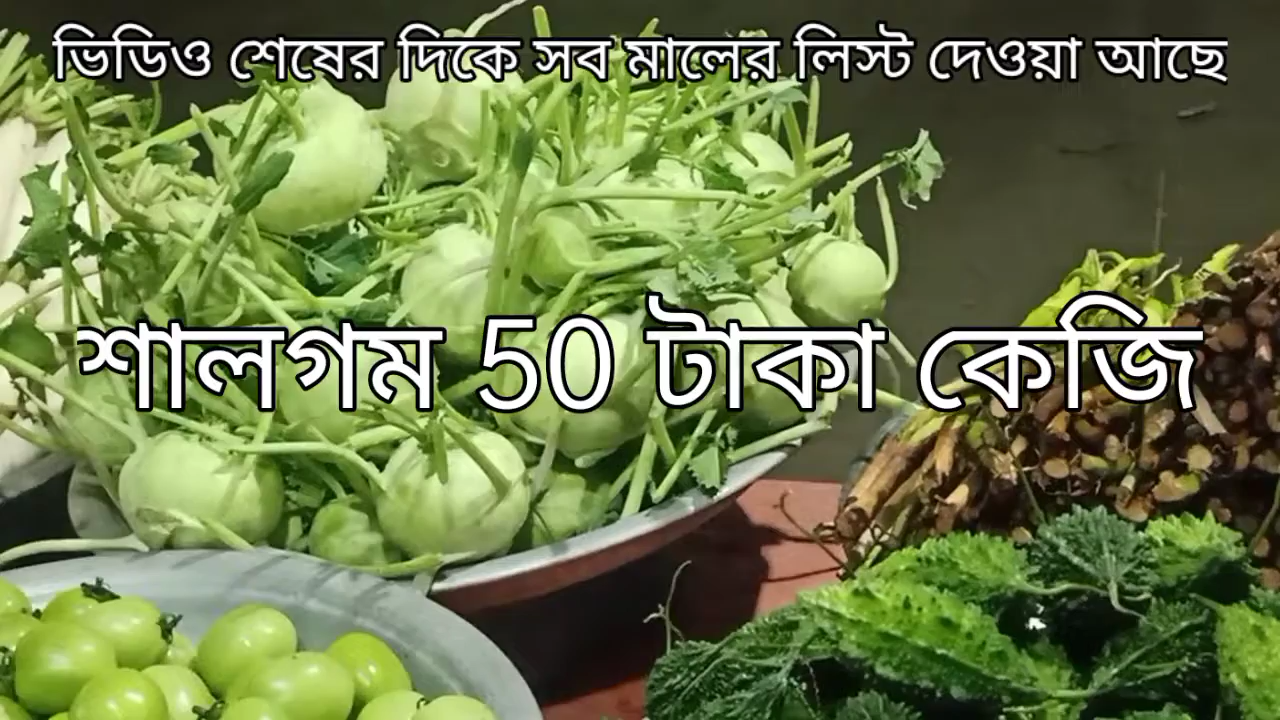 ভিডিও শেষের দিকে সব মালের লিস্ট দেওয়া আছে
শালগম 50 টাকা কেজি